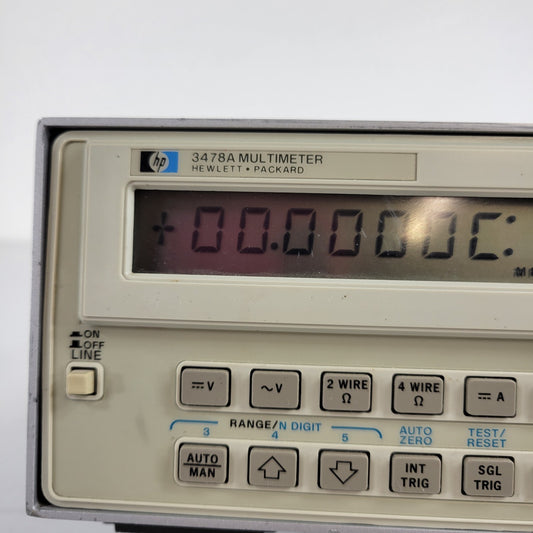 hp 3478A MULTIMETER
HEWLETT • PACKARD
+00.0000C:
ON
OFF
LINE
⎓V ~V 2 WIRE Ω 4 WIRE Ω ⎓A
RANGE/N DIGIT AUTO ZERO TEST/RESET
3 4 5
AUTO/MAN INT TRIG SGL TRIG